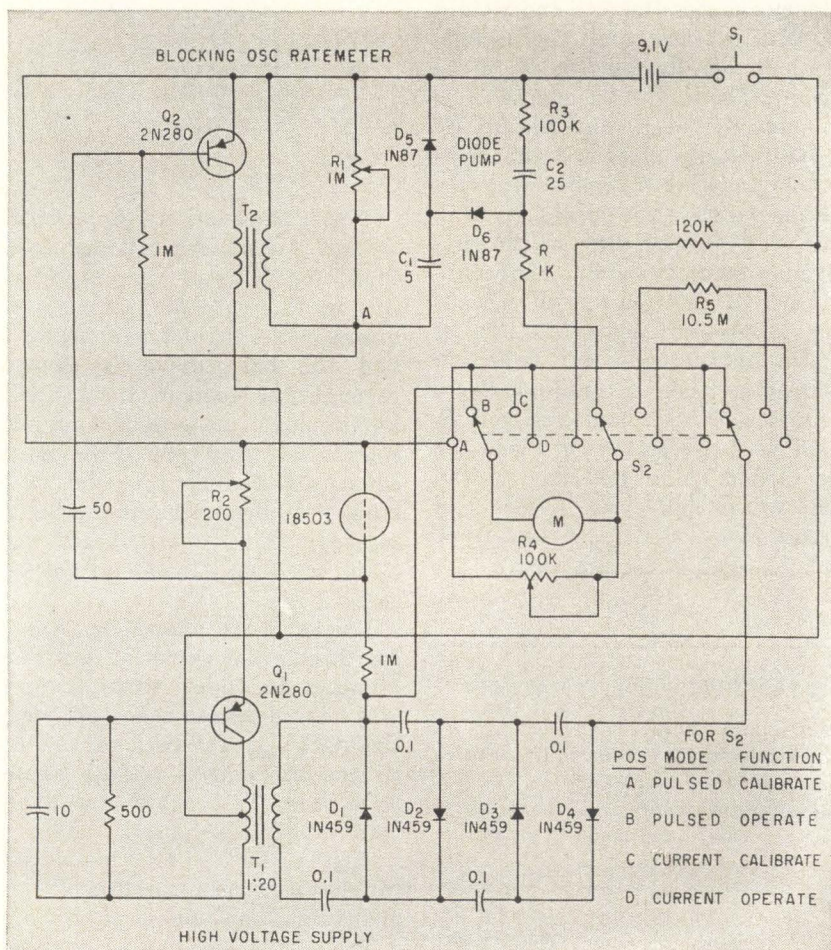 BLOCKING OSC RATEMETER
9.1V
S1
Q2
2N280
D5
1N87
DIODE
PUMP
R3
100K
C2
25
R1
1M
T2
1M
D6
1N87
C1
5
R
1K
120K
R5
10.5M
A
B
C
A
D
S2
50
R2
200
18503
M
R4
100K
1M
Q1
2N280
0.1
0.1
10
500
T1
1:20
D1
1N459
D2
1N459
D3
1N459
D4
1N459
0.1
0.1
FOR S2
POS MODE FUNCTION
A PULSED CALIBRATE
B PULSED OPERATE
C CURRENT CALIBRATE
D CURRENT OPERATE
HIGH VOLTAGE SUPPLY